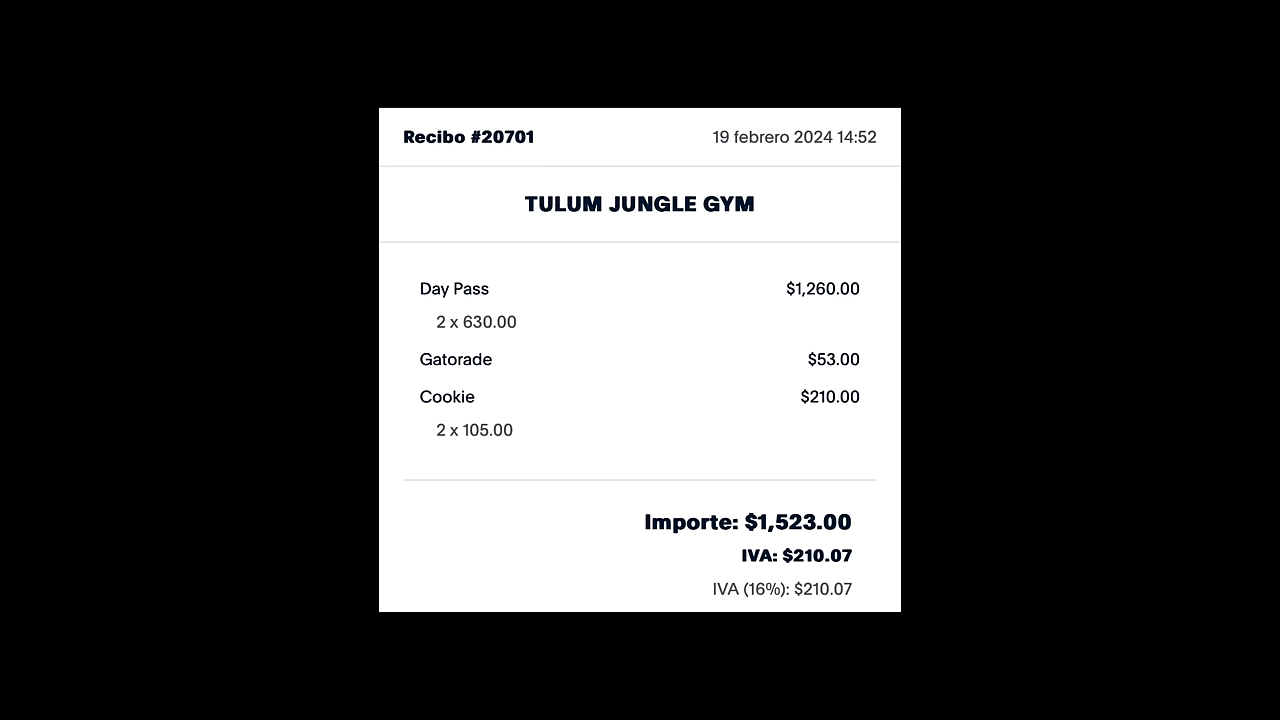 Recibo #20701 19 febrero 2024 14:52
TULUM JUNGLE GYM
Day Pass $1,260.00
2 x 630.00
Gatorade $53.00
Cookie $210.00
2 x 105.00
Importe: $1,523.00
IVA: $210.07
IVA (16%): $210.07